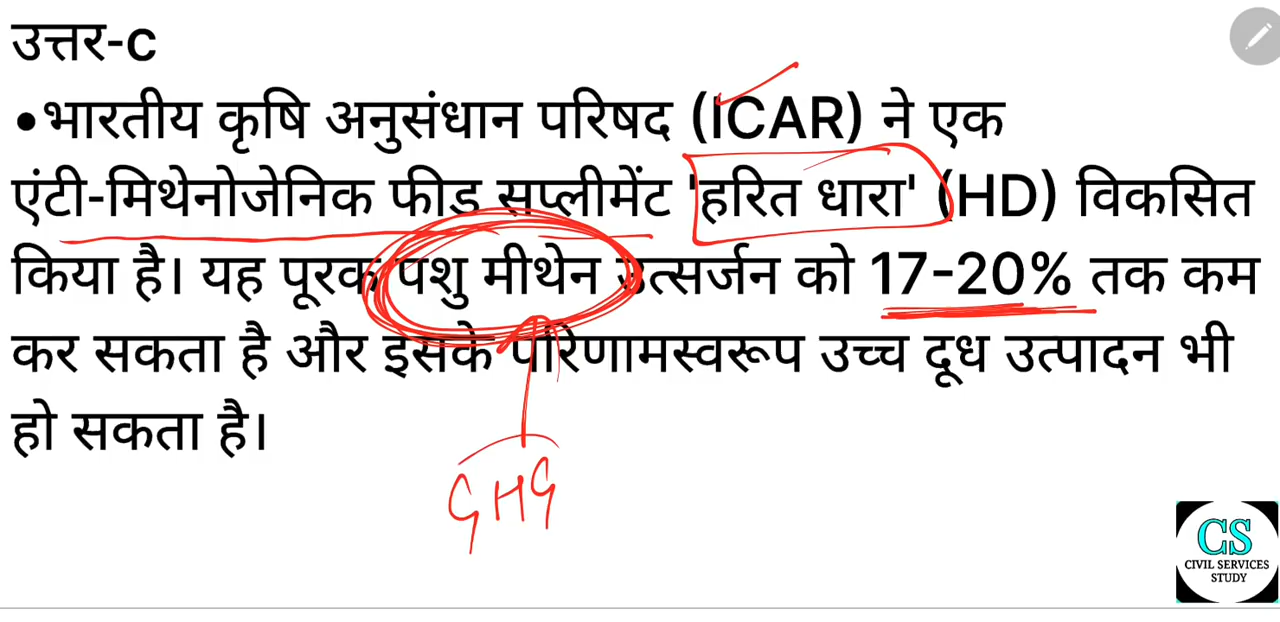 उत्तर-c
•भारतीय कृषि अनुसंधान परिषद (ICAR) ने एक
एंटी-मिथेनोजेनिक फीड सप्लीमेंट 'हरित धारा' (HD) विकसित
किया है। यह पूरक पशु मीथेन उत्सर्जन को 17-20% तक कम
कर सकता है और इसके परिणामस्वरूप उच्च दूध उत्पादन भी
हो सकता है।
GHG
CS
CIVIL SERVICES
STUDY